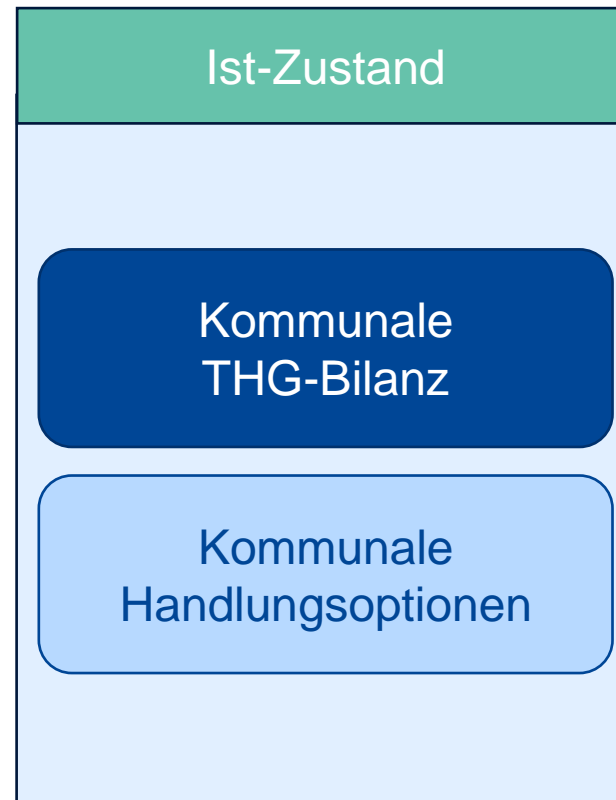 Ist-Zustand
Kommunale
THG-Bilanz
Kommunale
Handlungsoptionen